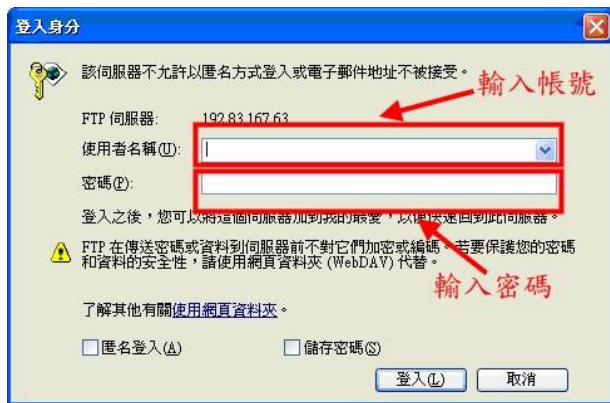 登入身分
該伺服器不允許以匿名方式登入或電子郵件地址不被接受。
輸入帳號
FTP 伺服器: 192.83.167.63
使用者名稱(U):
密碼(P):
登入之後，您可以將這個伺服器加到我的最愛，以便快速回到此伺服器。
FTP 在傳送密碼或資料到伺服器前不對它們加密或編碼。若要保護您的密碼
和資料的安全性，請使用網頁資料夾 (WebDAV) 代替。
輸入密碼
了解其他有關使用網頁資料夾。
匿名登入(A) 儲存密碼(S)
登入(L) 取消